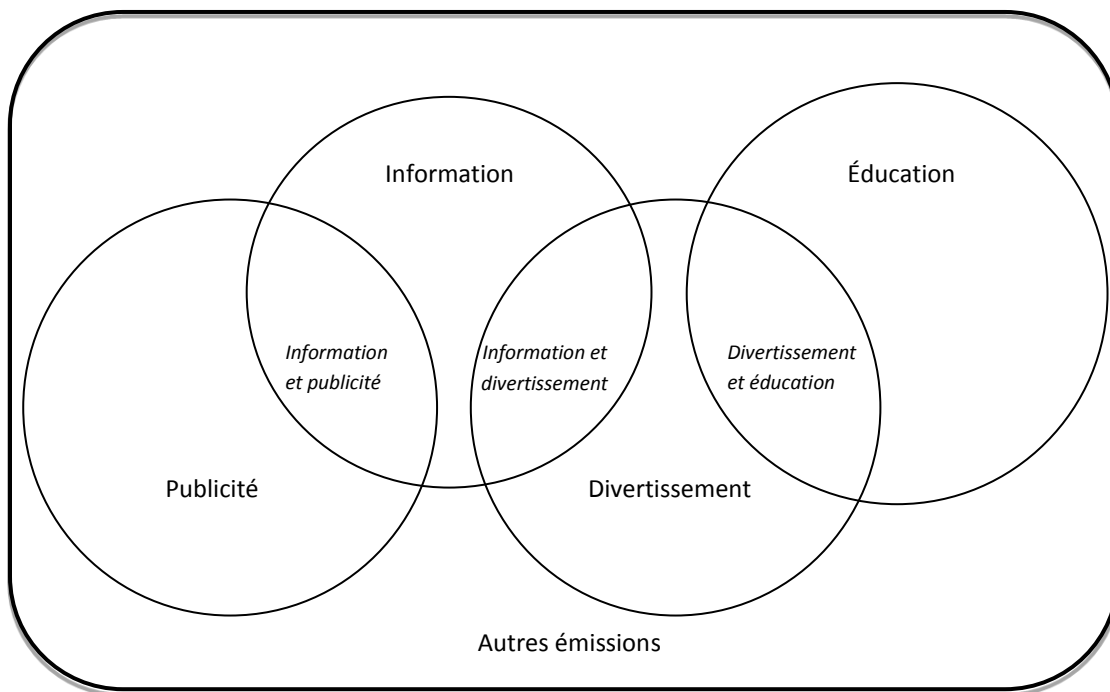 Information
Éducation
Information
et publicité
Information et
divertissement
Divertissement
et éducation
Publicité
Divertissement
Autres émissions